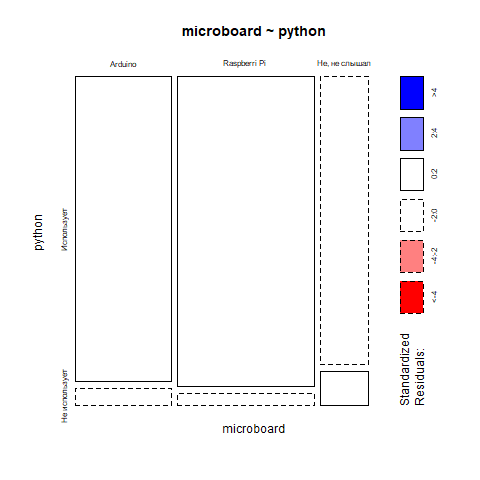 microboard ~ python
Arduino
Raspberri Pi
Не, не слышал
python
Использует
Не использует
microboard
>4
2:4
0:2
-2:0
-4:-2
<-4
Standardized
Residuals: